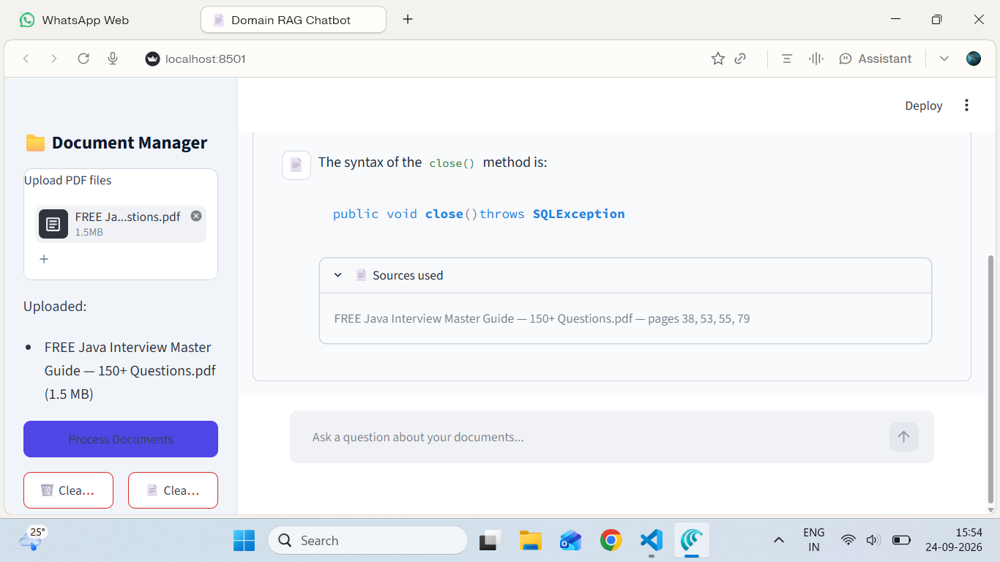 WhatsApp Web
Domain RAG Chatbot
localhost:8501
Assistant
Deploy
Document Manager
Upload PDF files
FREE Ja...stions.pdf
1.5MB
Uploaded:
FREE Java Interview Master
Guide — 150+ Questions.pdf
(1.5 MB)
Process Documents
Clea...
Clea...
The syntax of the close() method is:
public void close()throws SQLException
Sources used
FREE Java Interview Master Guide — 150+ Questions.pdf — pages 38, 53, 55, 79
Ask a question about your documents...
25°
Search
ENG
IN
15:54
24-09-2026